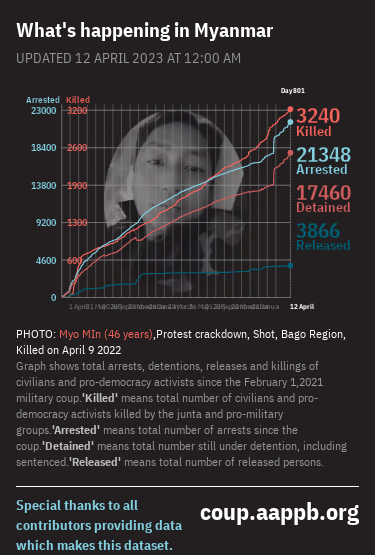 What's happening in Myanmar
UPDATED 12 APRIL 2023 AT 12:00 AM
Day801
Arrested Killed
23000 3200
3240
Killed
18400 2600
21348
Arrested
13800 1900
17460
Detained
9200 1300
3866
Released
4600 600
0
1 April
12 April
PHOTO: Myo MIn (46 years),Protest crackdown, Shot, Bago Region,
Killed on April 9 2022
Graph shows total arrests, detentions, releases and killings of
civilians and pro-democracy activists since the February 1,2021
military coup.'Killed' means total number of civilians and pro-
democracy activists killed by the junta and pro-military
groups.'Arrested' means total number of arrests since the
coup.'Detained' means total number still under detention, including
sentenced.'Released' means total number of released persons.
Special thanks to all
contributors providing data
which makes this dataset.
coup.aappb.org